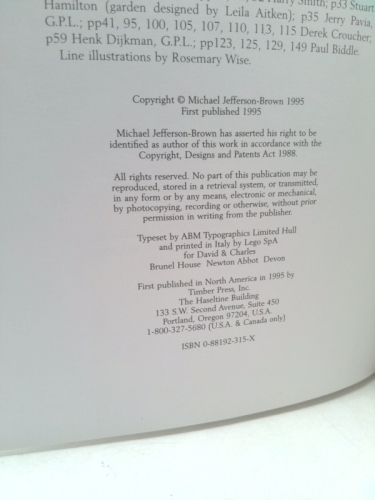 Smith; p33 Stuart
Hamilton (garden designed by Leila Aitken); p35 Jerry Pavia,
G.P.L.; pp41, 95, 100, 105, 107, 110, 113, 115 Derek Croucher;
p59 Henk Dijkman, G.P.L.; pp123, 125, 129, 149 Paul Biddle.
Line illustrations by Rosemary Wise.
Copyright © Michael Jefferson-Brown 1995
First published 1995
Michael Jefferson-Brown has asserted his right to be
identified as author of this work in accordance with the
Copyright, Designs and Patents Act 1988.
All rights reserved. No part of this publication may be
reproduced, stored in a retrieval system, or transmitted,
in any form or by any means, electronic or mechanical,
by photocopying, recording or otherwise, without prior
permission in writing from the publisher.
Typeset by ABM Typographics Limited Hull
and printed in Italy by Lego SpA
for David & Charles
Brunel House Newton Abbot Devon
First published in North America in 1995 by
Timber Press, Inc.
The Haseltine Building
133 S.W. Second Avenue, Suite 450
Portland, Oregon 97204, U.S.A.
1-800-327-5680 (U.S.A. & Canada only)
ISBN 0-88192-315-X